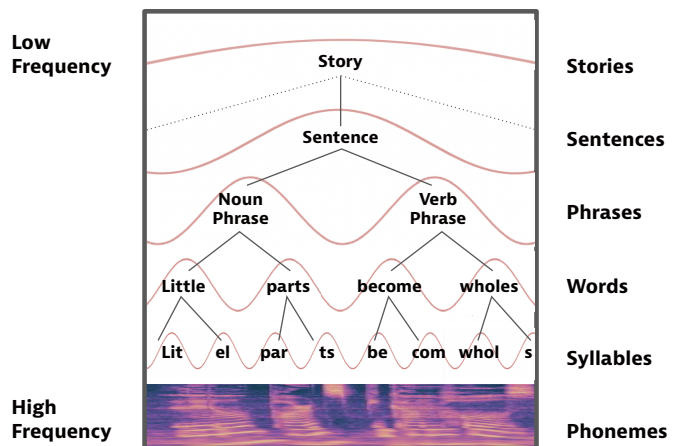 Low
Frequency
Story
Stories
Sentence
Sentences
Noun
Phrase
Verb
Phrase
Phrases
Little parts become wholes
Words
Lit el par ts be com whol s
Syllables
High
Frequency
Phonemes